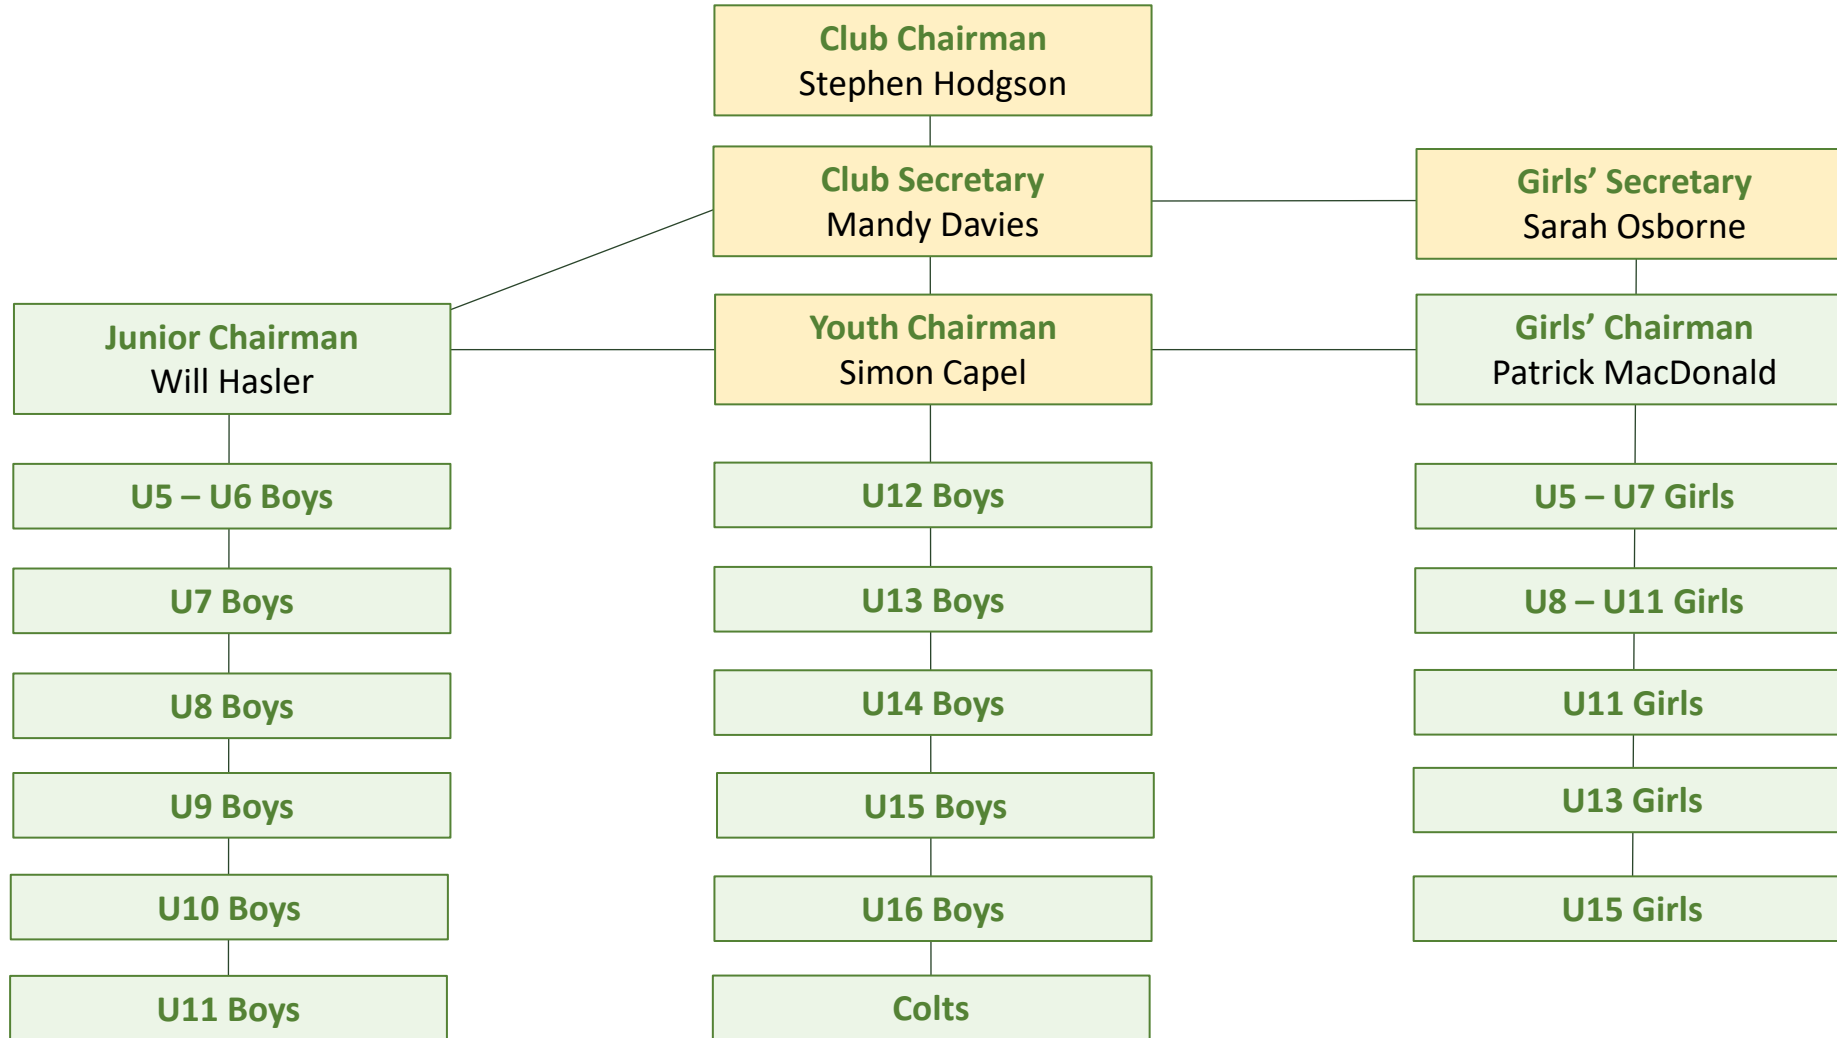 Club Chairman
Stephen Hodgson
Club Secretary
Mandy Davies
Girls’ Secretary
Sarah Osborne
Junior Chairman
Will Hasler
Youth Chairman
Simon Capel
Girls’ Chairman
Patrick MacDonald
U5 – U6 Boys
U7 Boys
U8 Boys
U9 Boys
U10 Boys
U11 Boys
U12 Boys
U13 Boys
U14 Boys
U15 Boys
U16 Boys
Colts
U5 – U7 Girls
U8 – U11 Girls
U11 Girls
U13 Girls
U15 Girls